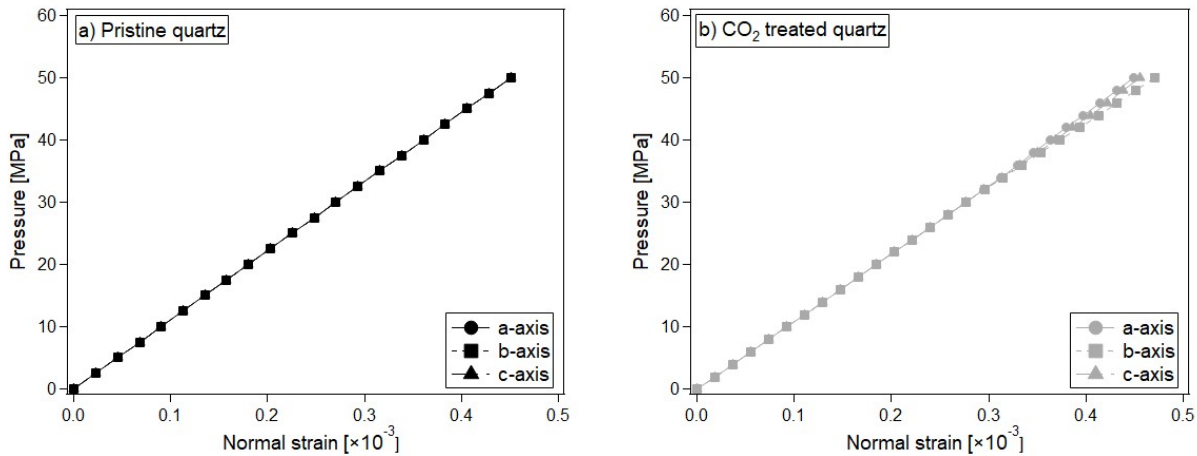 a) Pristine quartz
60
50
40
30
20
10
0
Pressure [MPa]
0.0 0.1 0.2 0.3 0.4 0.5
Normal strain [×10⁻³]
a-axis
b-axis
c-axis
b) CO₂ treated quartz
60
50
40
30
20
10
0
Pressure [MPa]
0.0 0.1 0.2 0.3 0.4 0.5
Normal strain [×10⁻³]
a-axis
b-axis
c-axis